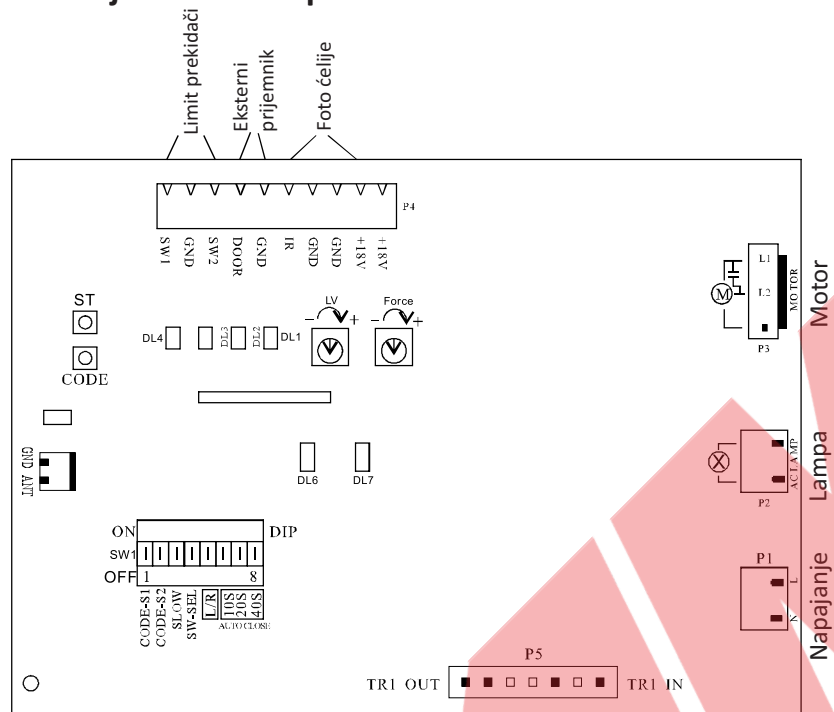 Limit prekidači
Eksterni
prijemnik
Foto ćelije
P4
SW1
GND
SW2
DOOR
GND
IR
GND
GND
+18V
+18V
ST
CODE
DL4
DL3
DL2
DL1
LV
- +
Force
- +
L1
M
L2
MOTOR
P3
Motor
GND ANT
DL6
DL7
AC LAMP
P2
Lampa
ON
DIP
SW1
OFF 1 8
CODE-S1
CODE-S2
SLOW
SW-SEL
L/R
10S
20S
40S
AUTO CLOSE
P1
L
N
Napajanje
P5
TR1 OUT
TR1 IN